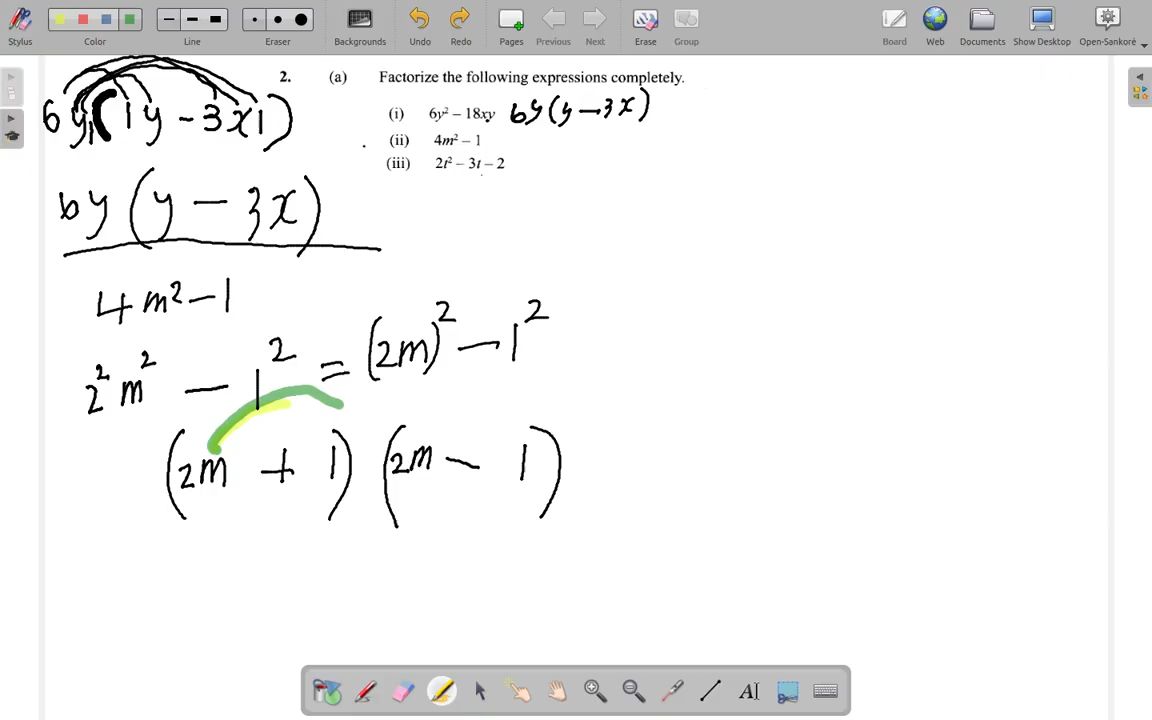 Stylus Color Line Eraser Backgrounds Undo Redo Pages Previous Next Erase Group Board Web Documents Show Desktop Open-Sankoré
2. (a) Factorize the following expressions completely.
(i) 6y² – 18xy 6y(y – 3x)
(ii) 4m² – 1
(iii) 2t² – 3t – 2
6y(1y – 3x1)
6y(y – 3x)
4m² – 1
2²m² – 1² = (2m)² – 1²
(2m + 1)(2m – 1)